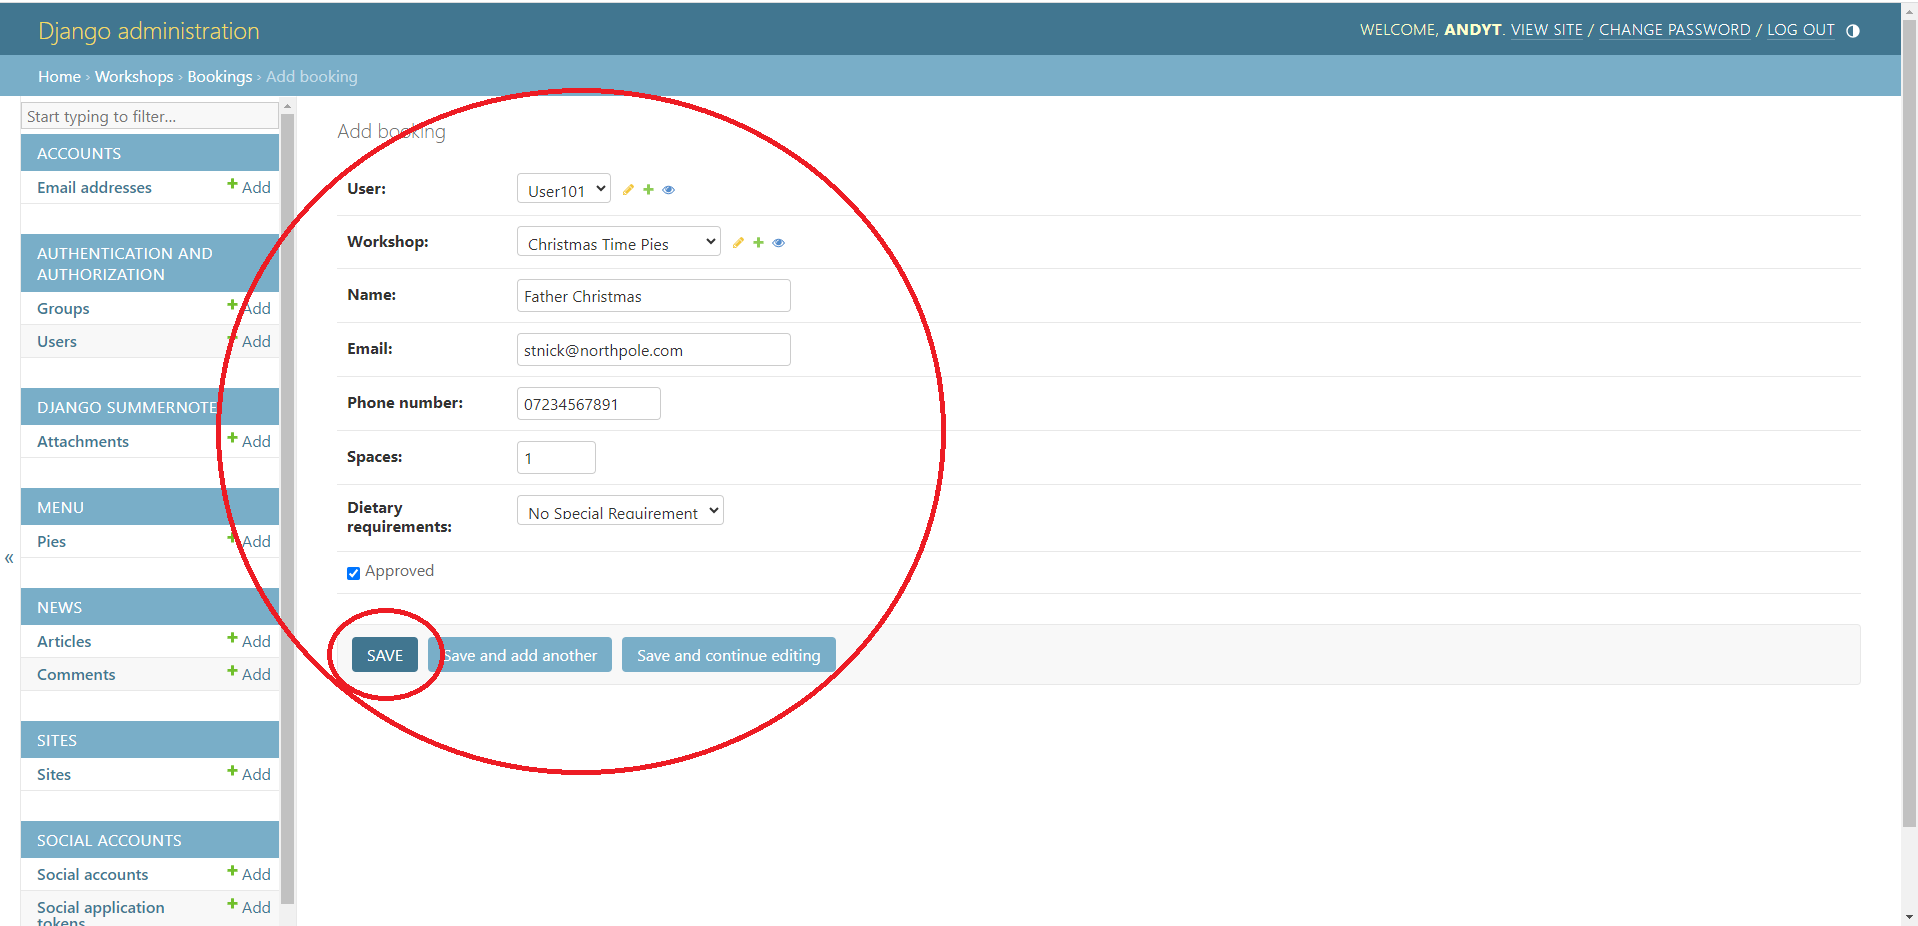 Django administration
WELCOME, ANDYT. VIEW SITE / CHANGE PASSWORD / LOG OUT
Home › Workshops › Bookings › Add booking
Start typing to filter...
ACCOUNTS
Email addresses + Add
AUTHENTICATION AND
AUTHORIZATION
Groups + Add
Users + Add
DJANGO SUMMERNOTE
Attachments + Add
MENU
Pies + Add
«
NEWS
Articles + Add
Comments + Add
SITES
Sites + Add
SOCIAL ACCOUNTS
Social accounts + Add
Social application + Add
tokens
Add booking
User: User101
Workshop: Christmas Time Pies
Name: Father Christmas
Email: stnick@northpole.com
Phone number: 07234567891
Spaces: 1
Dietary
requirements: No Special Requirement
Approved
SAVE Save and add another Save and continue editing